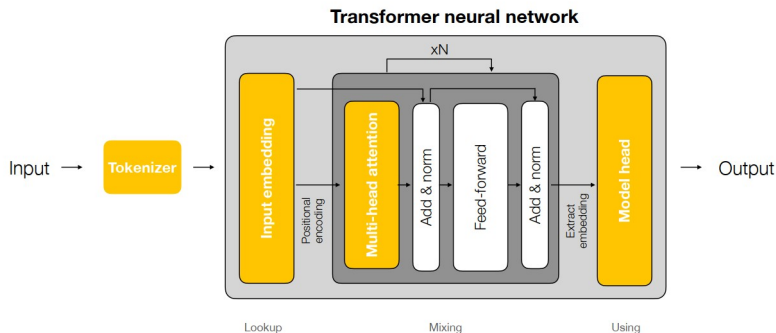 Transformer neural network
xN
Input
Tokenizer
Input embedding
Positional
encoding
Multi-head attention
Add & norm
Feed-forward
Add & norm
Extract
embedding
Model head
Output
Lookup
Mixing
Using